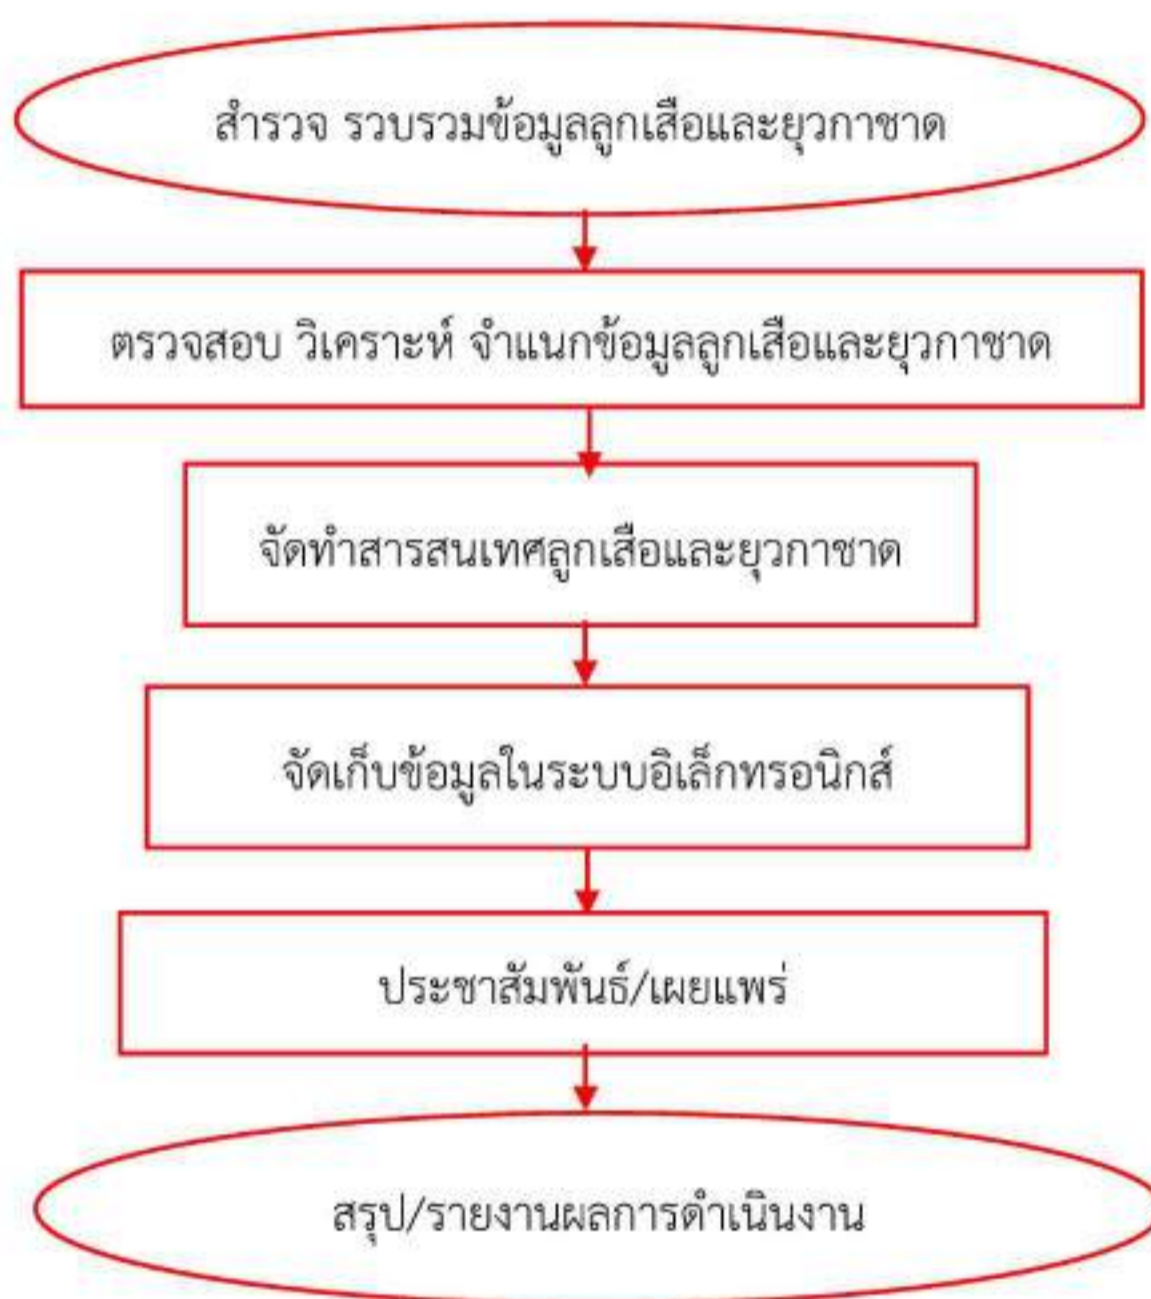 สำรวจ รวบรวมข้อมูลลูกเสือและยุวกาชาด
ตรวจสอบ วิเคราะห์ จำแนกข้อมูลลูกเสือและยุวกาชาด
จัดทำสารสนเทศลูกเสือและยุวกาชาด
จัดเก็บข้อมูลในระบบอิเล็กทรอนิกส์
ประชาสัมพันธ์/เผยแพร่
สรุป/รายงานผลการดำเนินงาน